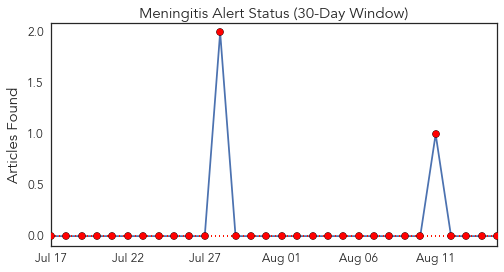 Meningitis Alert Status (30-Day Window)
Articles Found
2.0
1.5
1.0
0.5
0.0
Jul 17 Jul 22 Jul 27 Aug 01 Aug 06 Aug 11